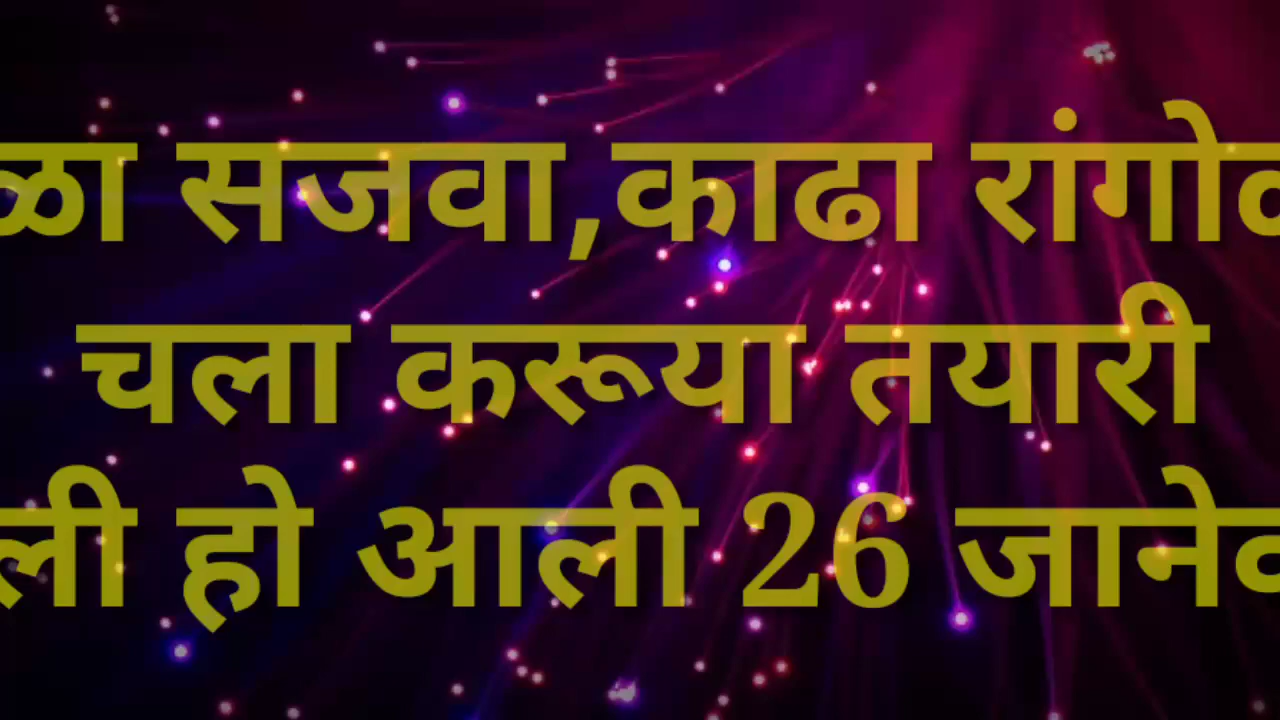 ळा सजवा,काढा रांगो
चला करूया तयारी
ली हो आली 26 जाने